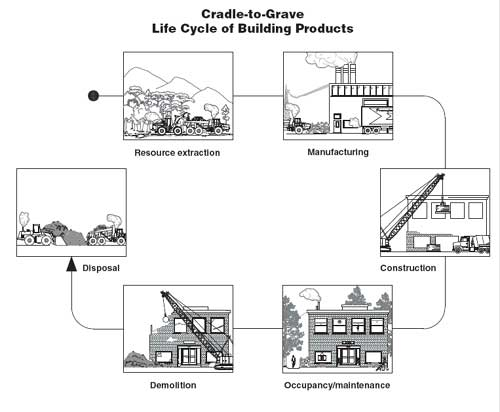 Cradle-to-Grave
Life Cycle of Building Products
Resource extraction
Manufacturing
Construction
Occupancy/maintenance
Demolition
Disposal